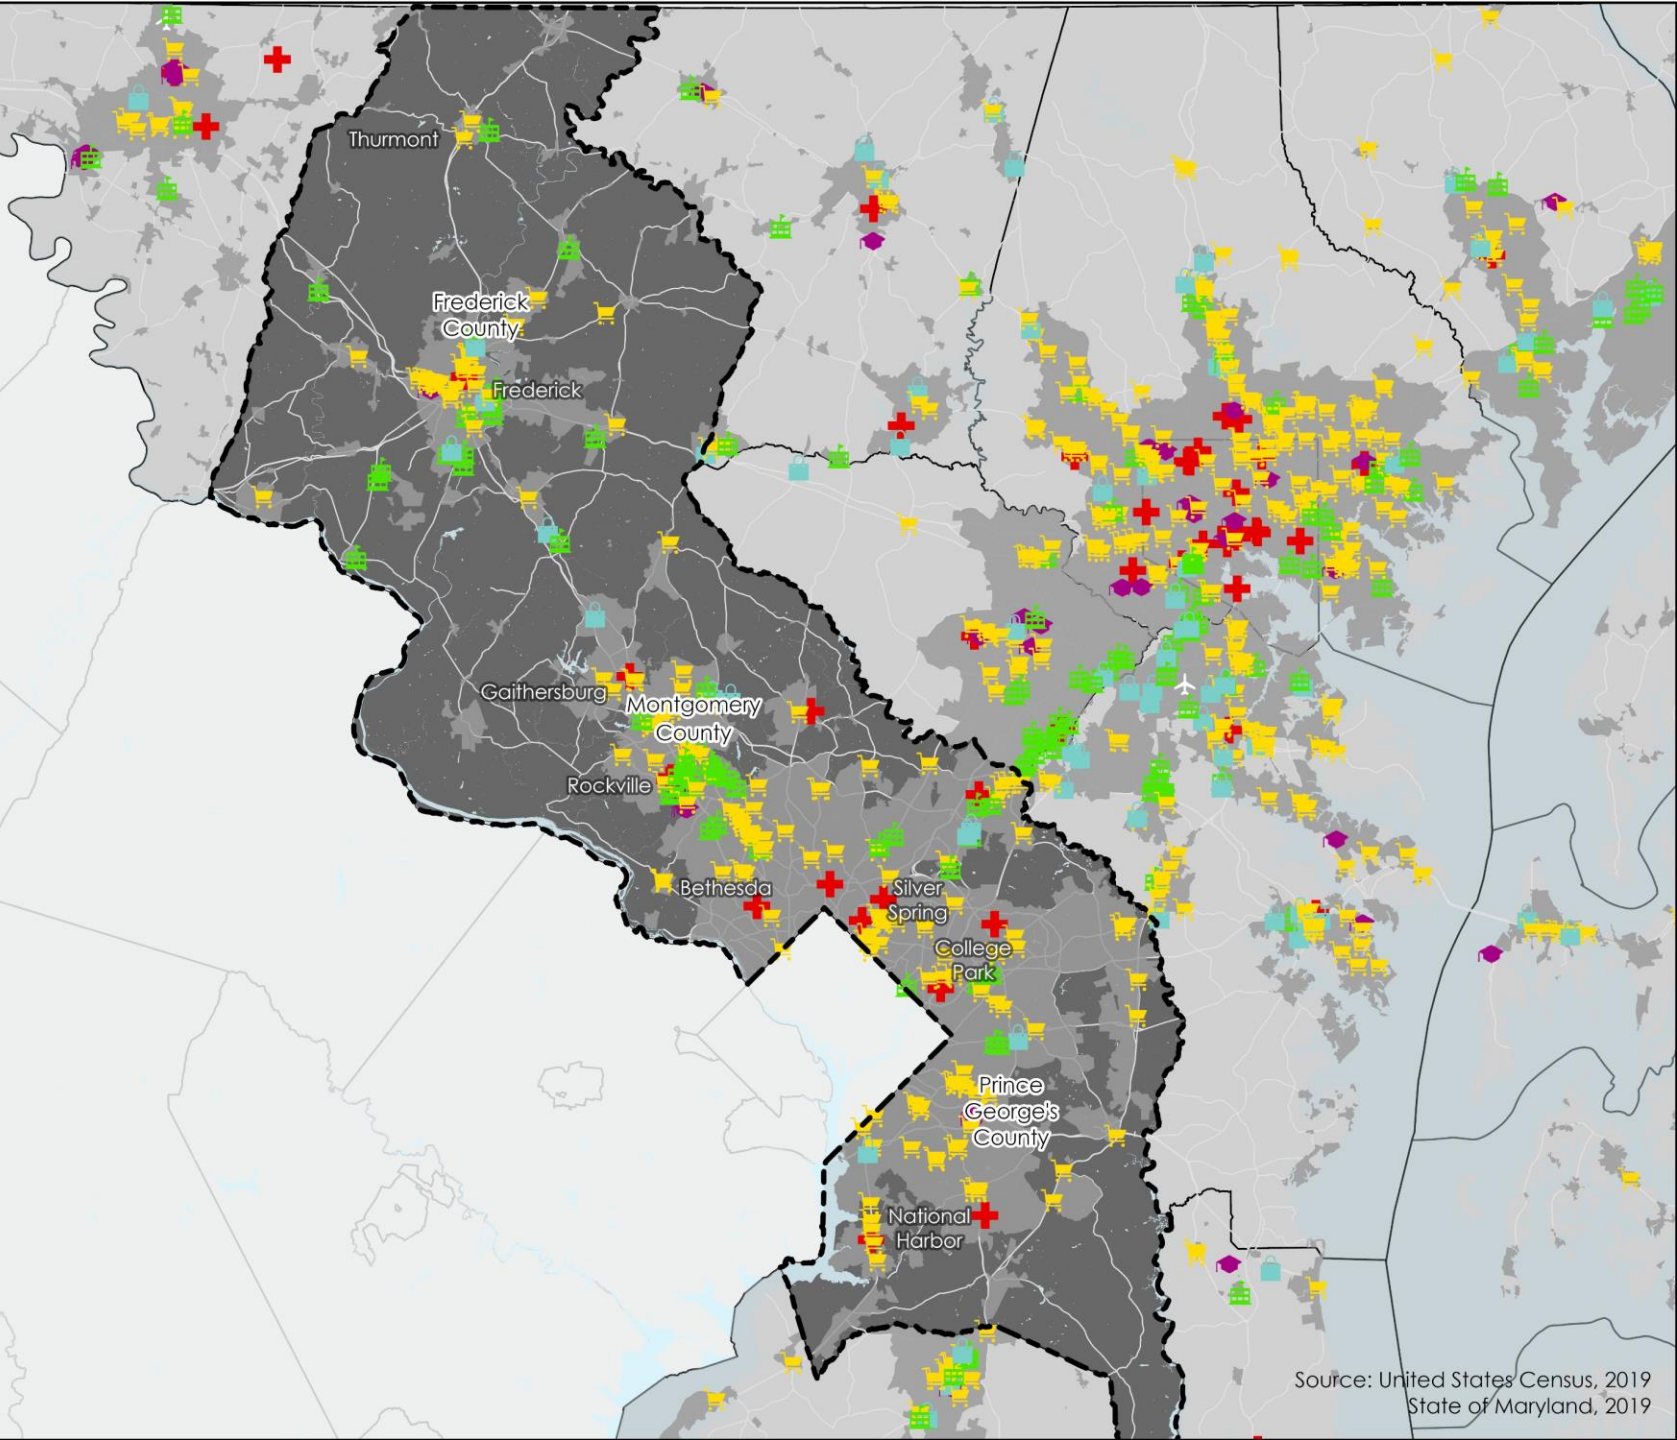 Thurmont
Frederick
County
Frederick
Gaithersburg
Montgomery
County
Rockville
Bethesda
Silver
Spring
College
Park
Prince
George's
County
National
Harbor
Source: United States Census, 2019
State of Maryland, 2019